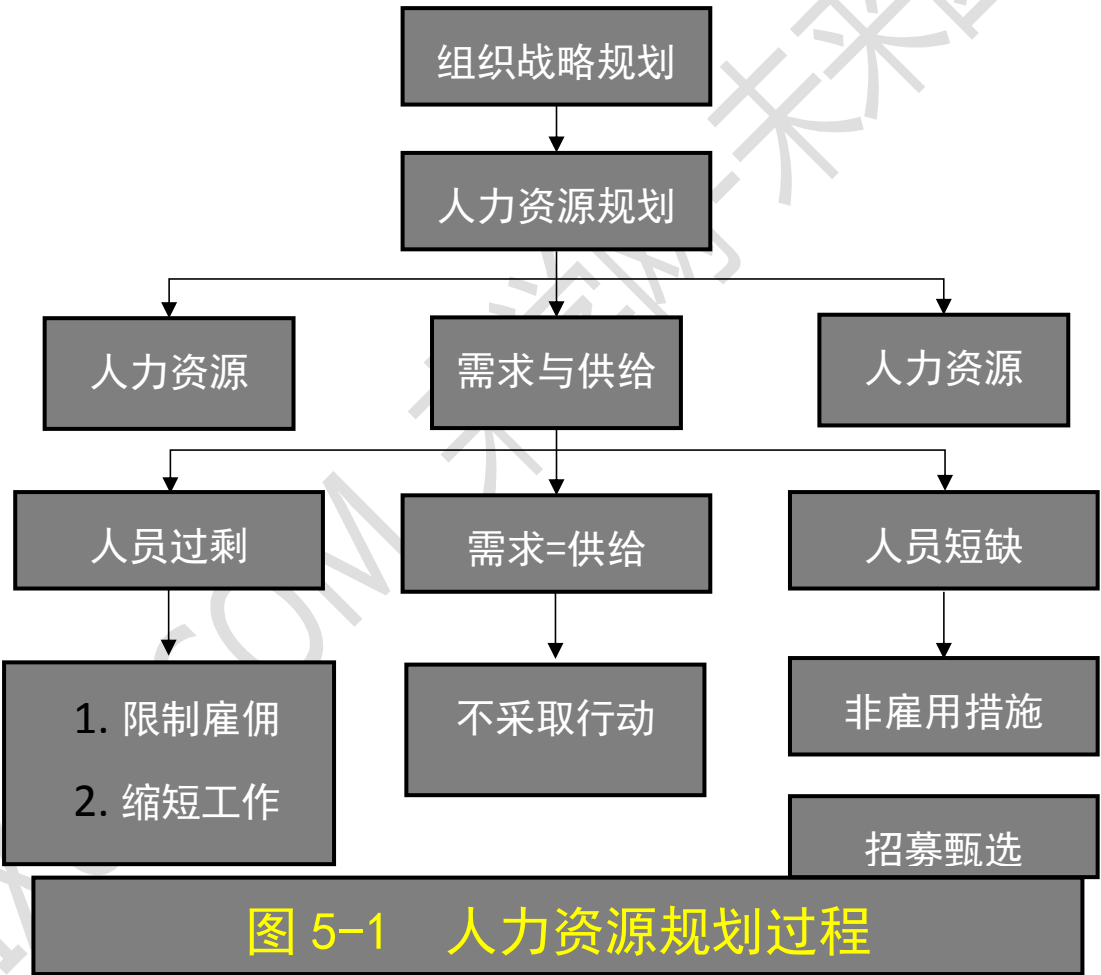 组织战略规划
人力资源规划
人力资源
需求与供给
人力资源
人员过剩
需求=供给
人员短缺
1. 限制雇佣
2. 缩短工作
不采取行动
非雇用措施
招募甄选
图 5-1 人力资源规划过程